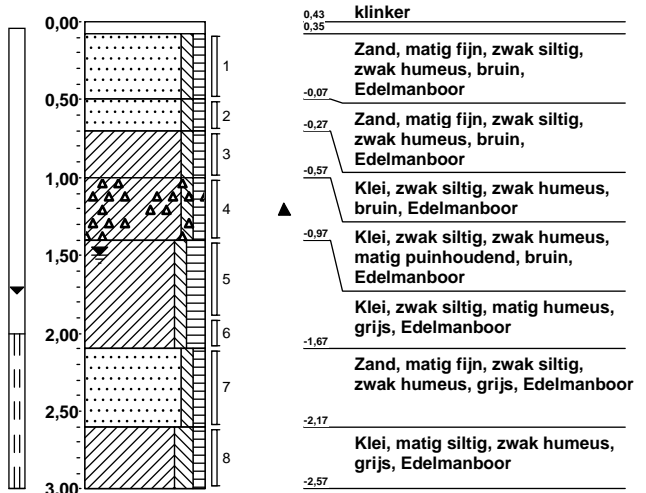 0,00
0,50
1,00
1,50
2,00
2,50
3,00
1
2
3
4
5
6
7
8
0,43
klinker
0,35
Zand, matig fijn, zwak siltig,
zwak humeus, bruin,
Edelmanboor
-0,07
Zand, matig fijn, zwak siltig,
zwak humeus, bruin,
Edelmanboor
-0,27
Klei, zwak siltig, zwak humeus,
bruin, Edelmanboor
-0,57
Klei, zwak siltig, zwak humeus,
matig puinhoudend, bruin,
Edelmanboor
-0,97
Klei, zwak siltig, matig humeus,
grijs, Edelmanboor
-1,67
Zand, matig fijn, zwak siltig,
zwak humeus, grijs, Edelmanboor
-2,17
Klei, matig siltig, zwak humeus,
grijs, Edelmanboor
-2,57